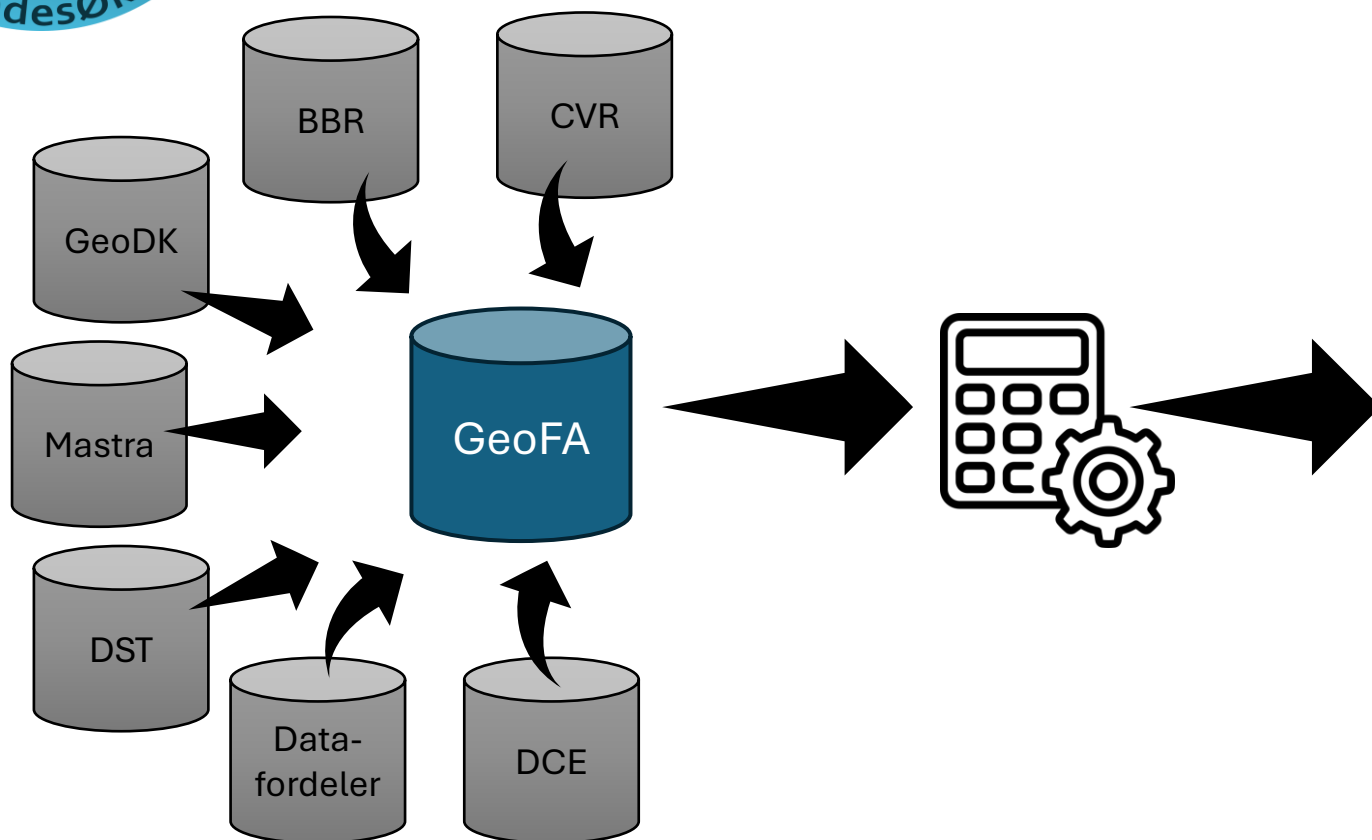 BBR
CVR
GeoDK
GeoFA
Mastra
DST
Data-
fordeler
DCE